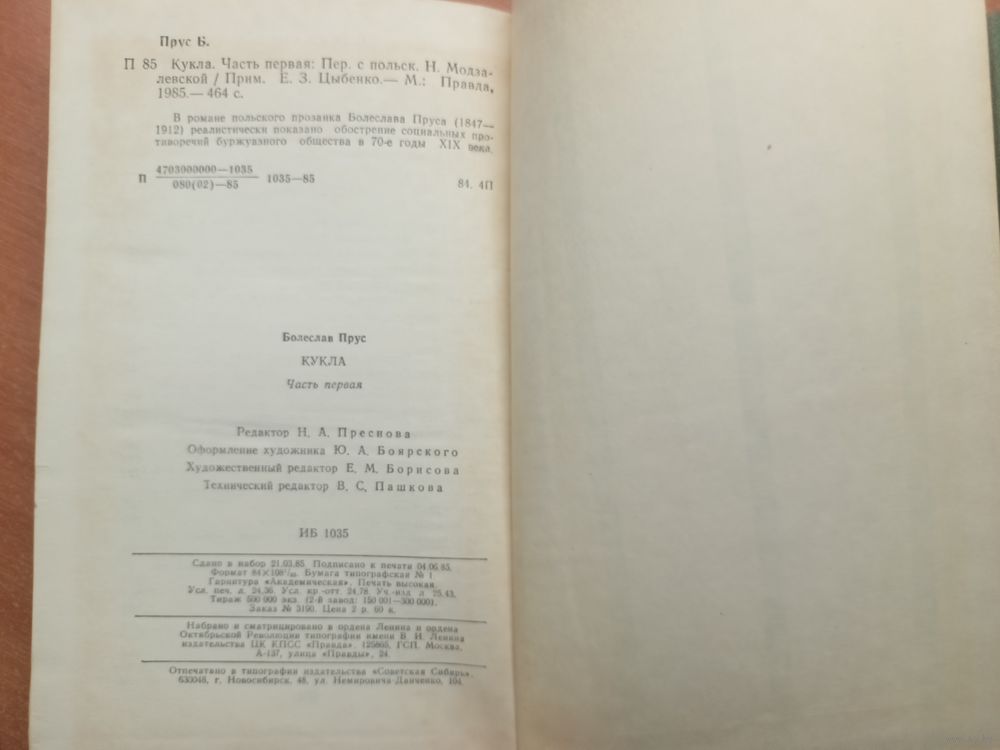 Прус Б.
П 85 Кукла. Часть первая: Пер. с польск. Н. Модза-
левской / Прим. Е. З. Цыбенко.— М.: Правда,
1985.— 464 с.
В романе польского прозаика Болеслава Пруса (1847—
1912) реалистически показано обострение социальных про-
тиворечий буржуазного общества в 70-е годы XIX века.
П 4703000000—1035
080(02)—85 1035—85
84. 4П
Болеслав Прус
КУКЛА
Часть первая
Редактор Н. А. Преснова
Оформление художника Ю. А. Боярского
Художественный редактор Е. М. Борисова
Технический редактор В. С. Пашкова
ИБ 1035
Сдано в набор 21.03.85. Подписано к печати 04.06.85.
Формат 84×108¹/₃₂. Бумага типографская № 1
Гарнитура «Академическая». Печать высокая.
Усл. печ. л. 24,36. Усл. кр.-отт. 24,78. Уч.-изд л 25,43.
Тираж 500 000 экз. (2-й завод: 150 001—300 000).
Заказ № 3190. Цена 2 р. 60 к.
Набрано и сматрицировано в ордена Ленина и ордена
Октябрьской Революции типографии имени В. И. Ленина
издательства ЦК КПСС «Правда». 125865, ГСП. Москва,
А-137, улица «Правды», 24.
Отпечатано в типографии издательства «Советская Сибирь»,
630048, г. Новосибирск, 48, ул. Немировича-Данченко, 104.